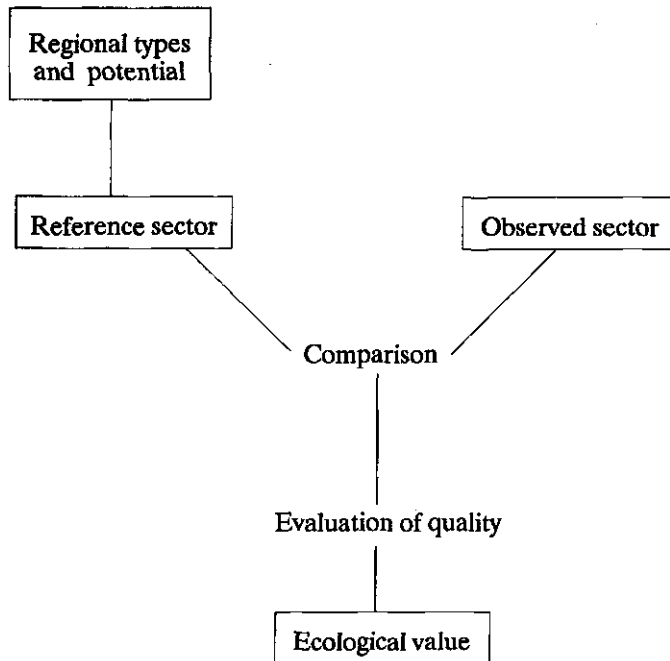 Regional types
and potential
Reference sector
Observed sector
Comparison
Evaluation of quality
Ecological value